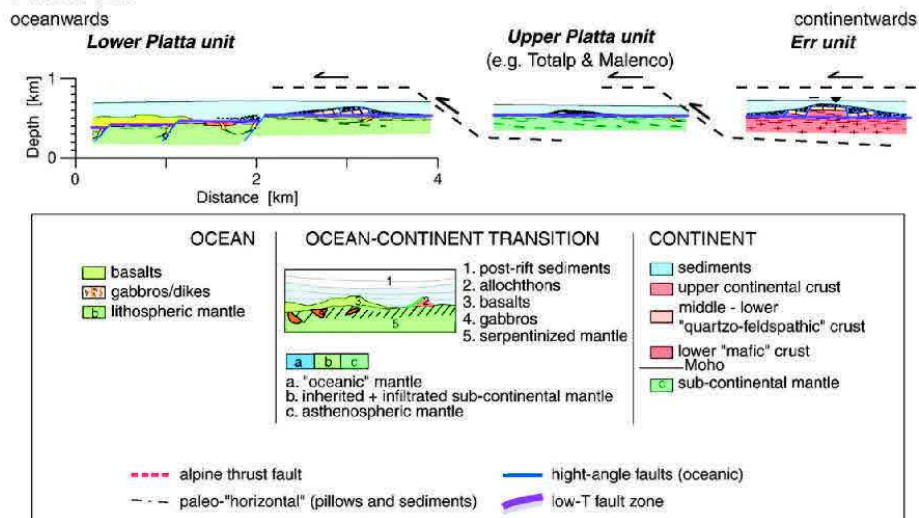 oceanwards
continentwards
Lower Platta unit
Upper Platta unit
(e.g. Totalp & Malenco)
Err unit
1
0
Depth [km]
0
2
4
Distance [km]
OCEAN
basalts
gabbros/dikes
b lithospheric mantle
OCEAN-CONTINENT TRANSITION
1
2
3
5
1. post-rift sediments
2. allochthons
3. basalts
4. gabbros
5. serpentinized mantle
a b c
a. "oceanic" mantle
b. inherited + infiltrated sub-continental mantle
c. asthenospheric mantle
CONTINENT
sediments
upper continental crust
middle - lower
"quartzo-feldspathic" crust
lower "mafic" crust
Moho
c sub-continental mantle
alpine thrust fault
paleo-"horizontal" (pillows and sediments)
hight-angle faults (oceanic)
low-T fault zone